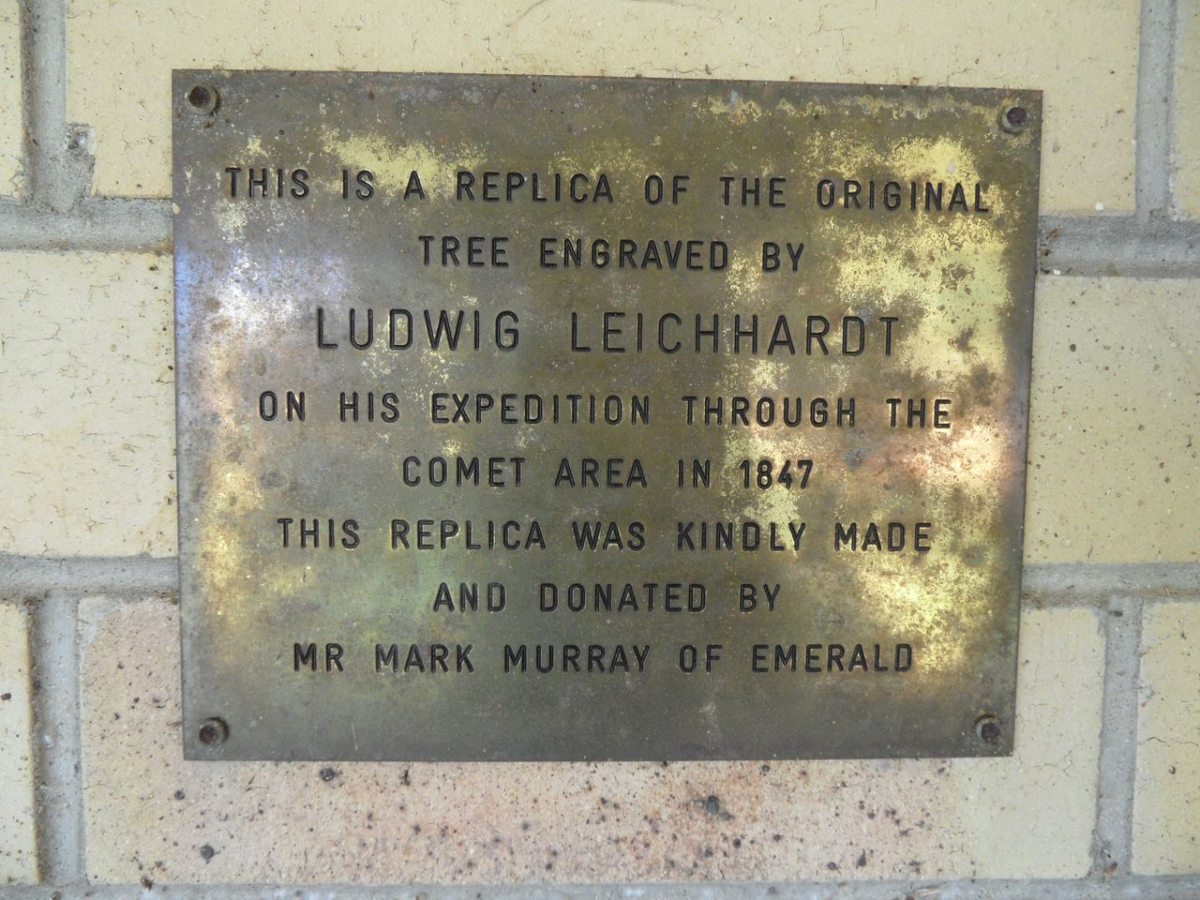 THIS IS A REPLICA OF THE ORIGINAL
TREE ENGRAVED BY
LUDWIG LEICHHARDT
ON HIS EXPEDITION THROUGH THE
COMET AREA IN 1847
THIS REPLICA WAS KINDLY MADE
AND DONATED BY
MR MARK MURRAY OF EMERALD